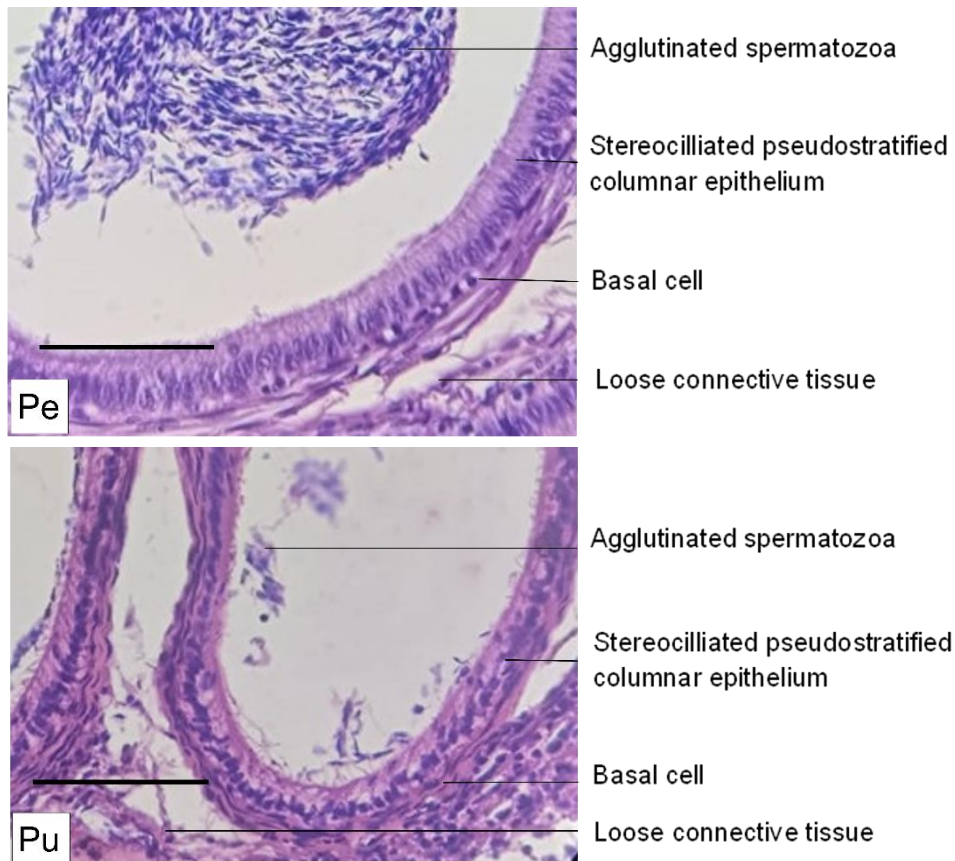 Agglutinated spermatozoa
Stereocilliated pseudostratified
columnar epithelium
Basal cell
Loose connective tissue
Pe
Agglutinated spermatozoa
Stereocilliated pseudostratified
columnar epithelium
Basal cell
Loose connective tissue
Pu